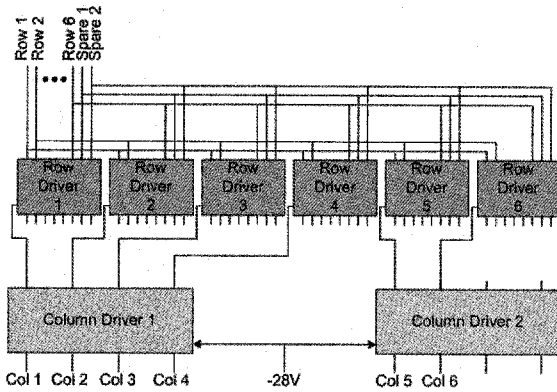 Row 1
Row 2
Row 6
Spare 1
Spare 2
Row Driver 1
Row Driver 2
Row Driver 3
Row Driver 4
Row Driver 5
Row Driver 6
Column Driver 1
Column Driver 2
Col 1
Col 2
Col 3
Col 4
-28V
Col 5
Col 6